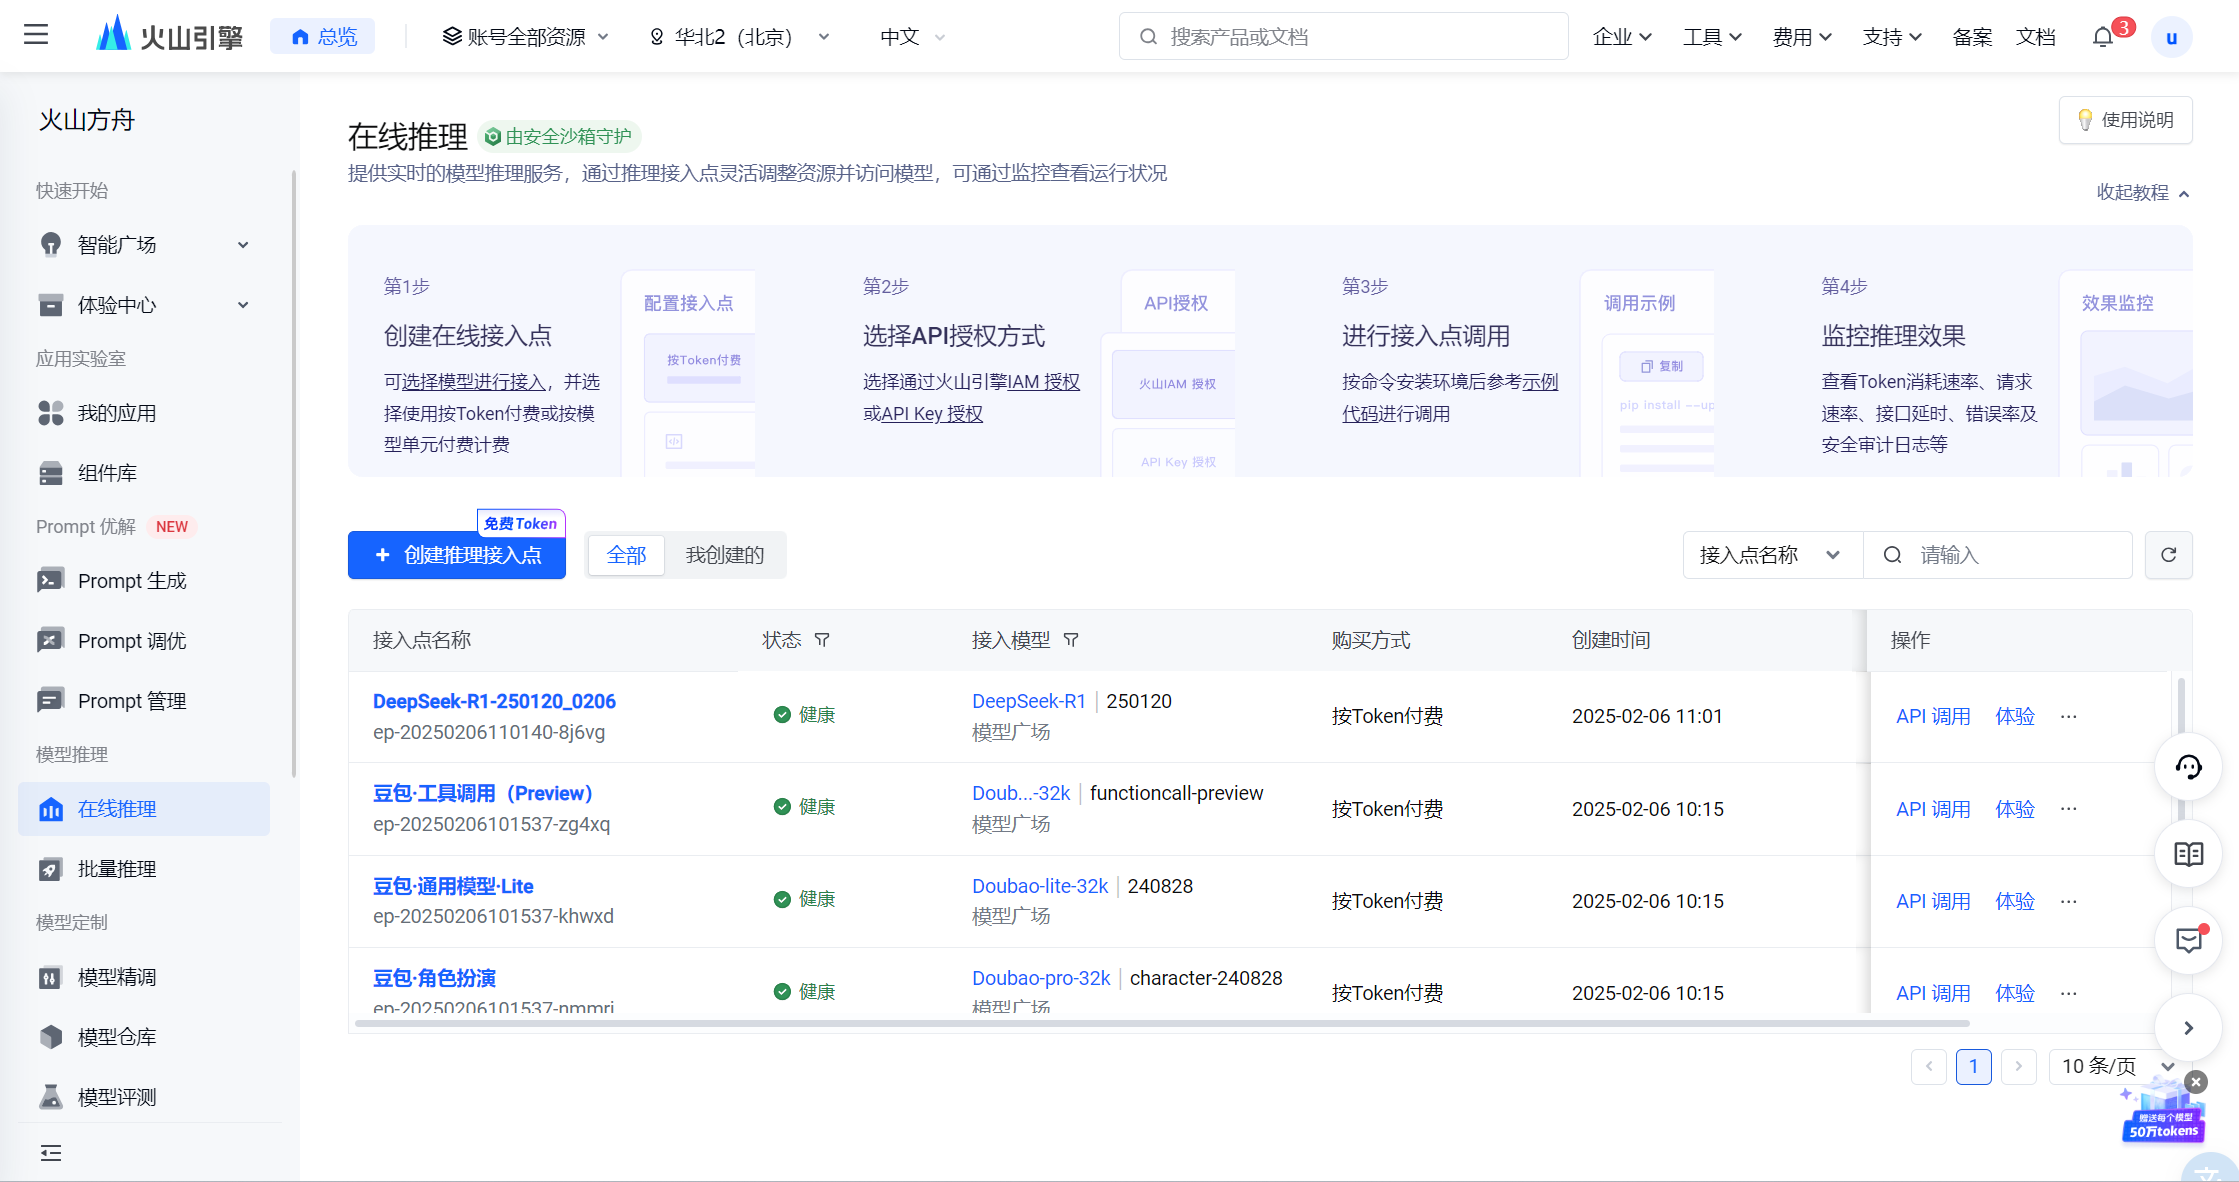 火山引擎
总览
账号全部资源
华北2（北京）
中文
搜索产品或文档
企业
工具
费用
支持
备案
文档
3
u
火山方舟
快速开始
智能广场
体验中心
应用实验室
我的应用
组件库
Prompt 优解 NEW
Prompt 生成
Prompt 调优
Prompt 管理
模型推理
在线推理
批量推理
模型定制
模型精调
模型仓库
模型评测
在线推理
由安全沙箱守护
使用说明
提供实时的模型推理服务，通过推理接入点灵活调整资源并访问模型，可通过监控查看运行状况
收起教程
第1步
创建在线接入点
可选择模型进行接入，并选
择使用按Token付费或按模
型单元付费计费
配置接入点
按Token付费
第2步
选择API授权方式
选择通过火山引擎IAM 授权
或API Key 授权
API授权
火山IAM 授权
API Key 授权
第3步
进行接入点调用
按命令安装环境后参考示例
代码进行调用
调用示例
复制
pip install --up
第4步
监控推理效果
查看Token消耗速率、请求
速率、接口延时、错误率及
安全审计日志等
效果监控
免费Token
+ 创建推理接入点
全部
我创建的
接入点名称
请输入
接入点名称
状态
接入模型
购买方式
创建时间
操作
DeepSeek-R1-250120_0206
ep-20250206110140-8j6vg
健康
DeepSeek-R1 | 250120
模型广场
按Token付费
2025-02-06 11:01
API 调用 体验 ···
豆包·工具调用（Preview）
ep-20250206101537-zg4xq
健康
Doub...-32k | functioncall-preview
模型广场
按Token付费
2025-02-06 10:15
API 调用 体验 ···
豆包·通用模型·Lite
ep-20250206101537-khwxd
健康
Doubao-lite-32k | 240828
模型广场
按Token付费
2025-02-06 10:15
API 调用 体验 ···
豆包·角色扮演
ep-20250206101537-nmmrj
健康
Doubao-pro-32k | character-240828
模型广场
按Token付费
2025-02-06 10:15
API 调用 体验 ···
1
10 条/页
赠送每个模型
50万tokens